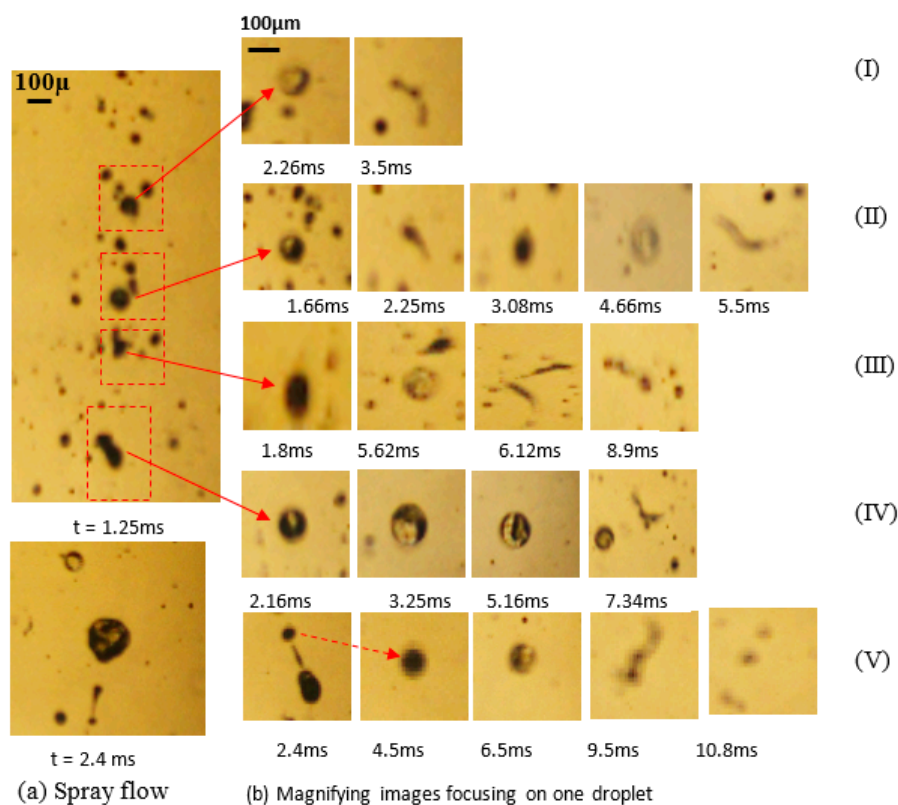 100μm
(I)
100μ
2.26ms 3.5ms
(II)
1.66ms 2.25ms 3.08ms 4.66ms 5.5ms
(III)
1.8ms 5.62ms 6.12ms 8.9ms
(IV)
t = 1.25ms
2.16ms 3.25ms 5.16ms 7.34ms
(V)
2.4ms 4.5ms 6.5ms 9.5ms 10.8ms
t = 2.4 ms
(a) Spray flow
(b) Magnifying images focusing on one droplet